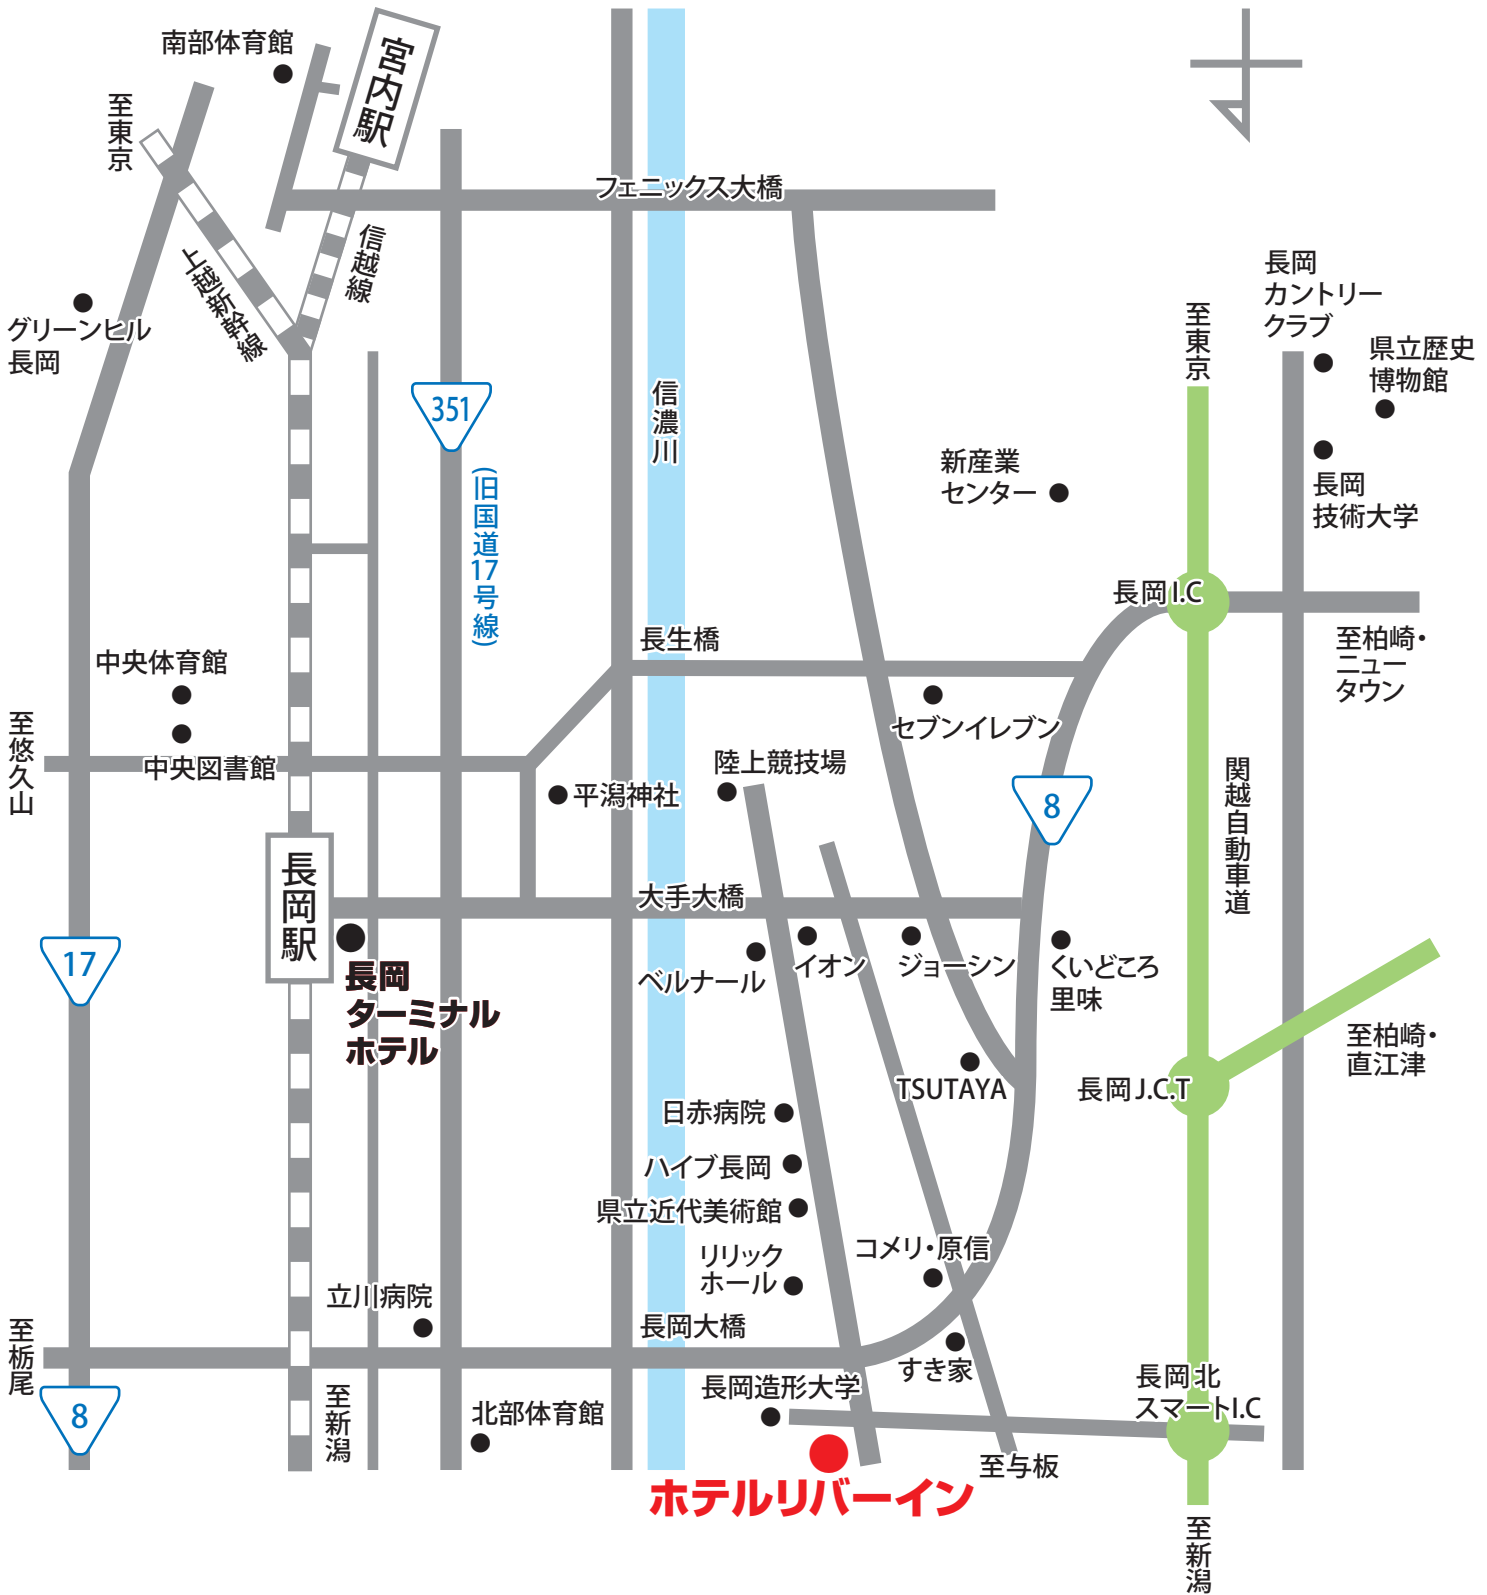 南部体育館
宮内駅
至東京
フェニックス大橋
信越線
上越新幹線
グリーンヒル
長岡
351
(旧国道17号線)
信濃川
長岡
カントリー
クラブ
県立歴史
博物館
至東京
新産業
センター
長岡
技術大学
長岡I.C
至柏崎・
ニュー
タウン
長生橋
中央体育館
中央図書館
至悠久山
セブンイレブン
陸上競技場
平潟神社
8
関越自動車道
長岡駅
大手大橋
17
長岡
ターミナル
ホテル
ベルナール
イオン
ジョーシン
くいどころ
里味
至柏崎・
直江津
TSUTAYA
長岡J.C.T
日赤病院
ハイブ長岡
県立近代美術館
リリック
ホール
コメリ・原信
立川病院
長岡大橋
至栃尾
すき家
長岡北
スマートI.C
長岡造形大学
8
至新潟
北部体育館
至与板
ホテルリバーイン
至新潟